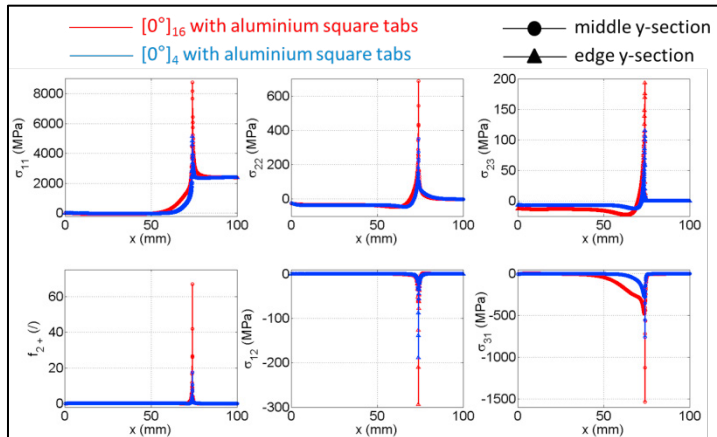 [0°]16 with aluminium square tabs
middle y-section
[0°]4 with aluminium square tabs
edge y-section
8000
6000
4000
2000
0
σ11 (MPa)
0 50 100
x (mm)
600
400
200
0
σ22 (MPa)
0 50 100
x (mm)
200
150
100
50
0
σ23 (MPa)
0 50 100
x (mm)
60
40
20
0
f2+ (/)
0 50 100
x (mm)
0
-100
-200
-300
σ12 (MPa)
0 50 100
x (mm)
0
-500
-1000
-1500
σ31 (MPa)
0 50 100
x (mm)